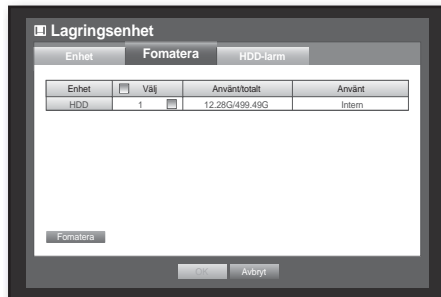 Lagringsenhet
Enhet Fomatera HDD-larm
Enhet Välj Använt/totalt Använt
HDD 1 12.28G/499.49G Intern
Fomatera
OK Avbryt